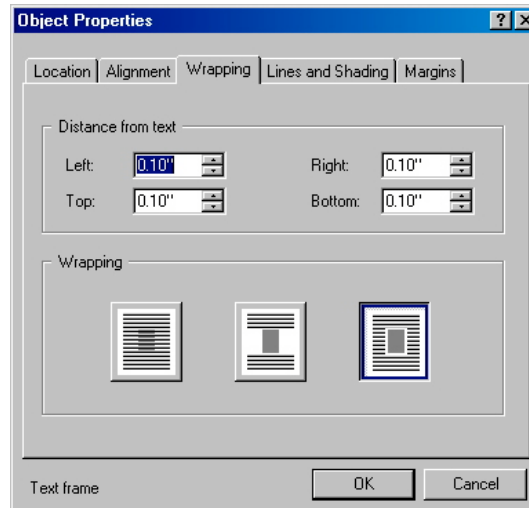 Object Properties
Location Alignment Wrapping Lines and Shading Margins
Distance from text
Left: 0.10" Right: 0.10"
Top: 0.10" Bottom: 0.10"
Wrapping
Text frame OK Cancel